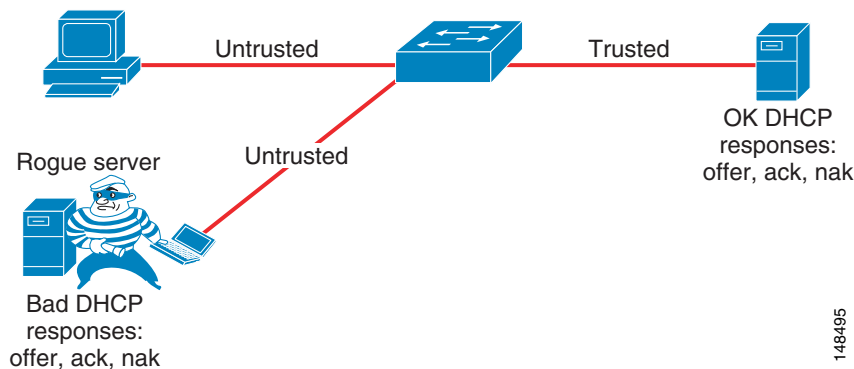 Untrusted
Trusted
OK DHCP
responses:
offer, ack, nak
Rogue server
Untrusted
Bad DHCP
responses:
offer, ack, nak
148495